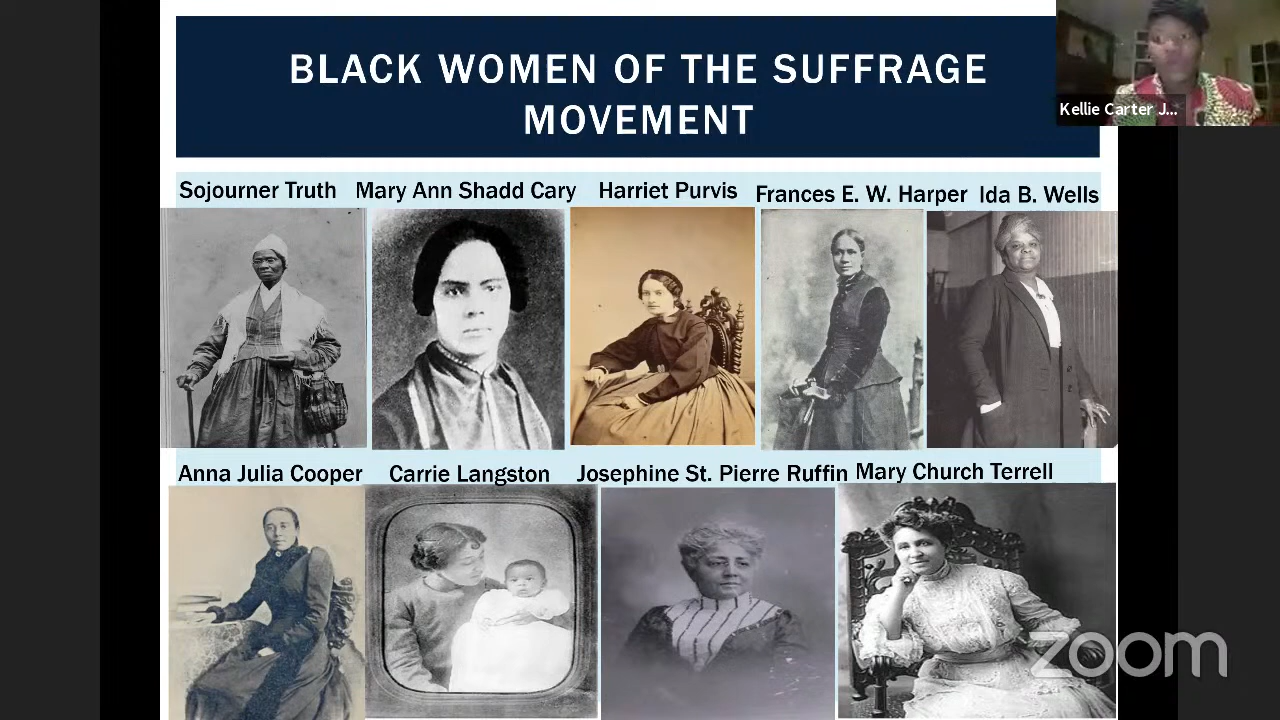 BLACK WOMEN OF THE SUFFRAGE
MOVEMENT
Kellie Carter J...
Sojourner Truth
Mary Ann Shadd Cary
Harriet Purvis
Frances E. W. Harper
Ida B. Wells
Anna Julia Cooper
Carrie Langston
Josephine St. Pierre Ruffin
Mary Church Terrell
zoom